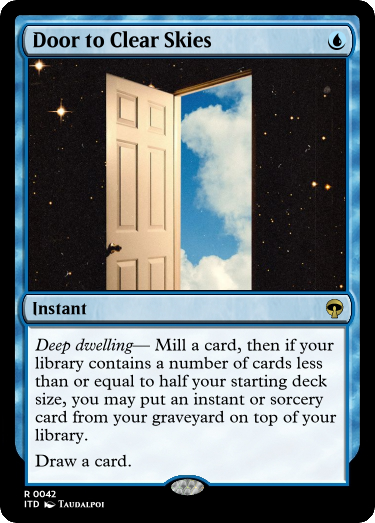 Door to Clear Skies
Instant
Deep dwelling— Mill a card, then if your
library contains a number of cards less
than or equal to half your starting deck
size, you may put an instant or sorcery
card from your graveyard on top of your
library.
Draw a card.
R 0042
ITD Taudalpoi